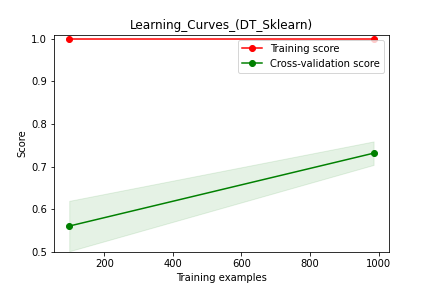 Learning_Curves_(DT_Sklearn)
1.0
Training score
Cross-validation score
0.9
0.8
Score
0.7
0.6
0.5
200 400 600 800 1000
Training examples